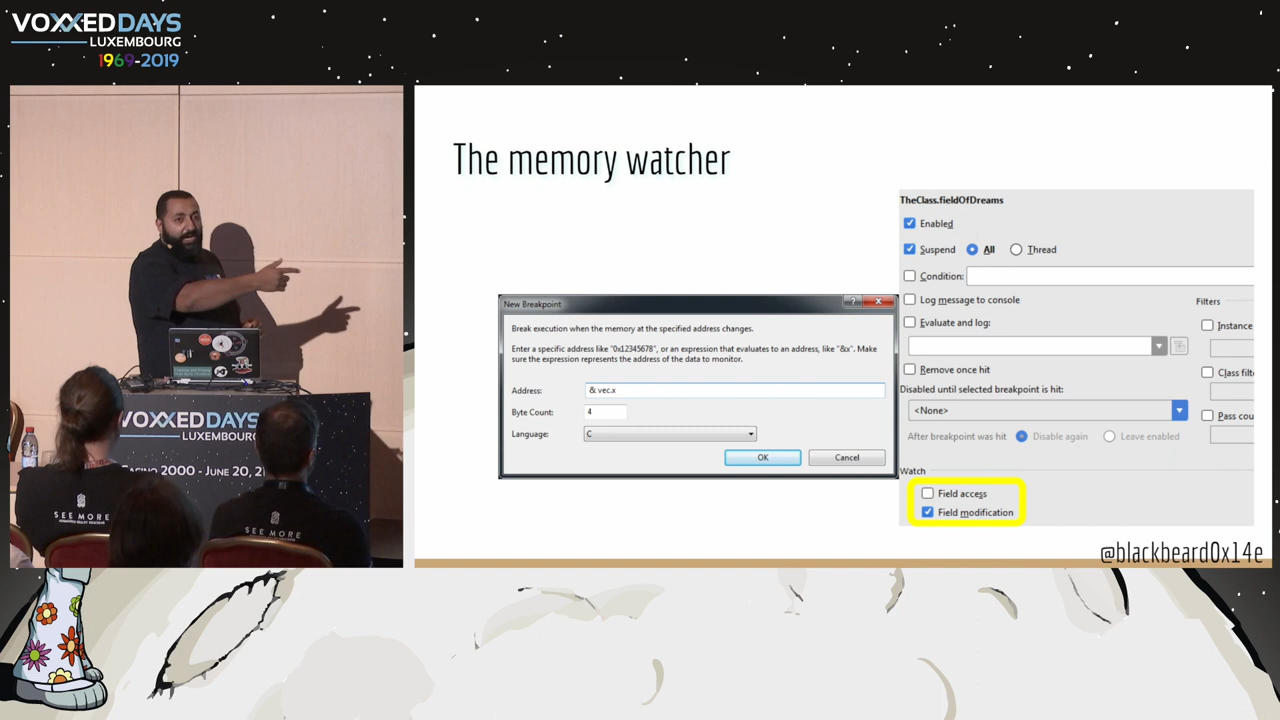 VOXXED DAYS
LUXEMBOURG
1969-2019
The memory watcher
TheClass.fieldOfDreams
Enabled
Suspend All Thread
Condition:
Log message to console
Filters
Evaluate and log:
Instance
Remove once hit
Class filte
Disabled until selected breakpoint is hit:
<None>
Pass cou
After breakpoint was hit Disable again Leave enabled
Watch
Field access
Field modification
New Breakpoint
Break execution when the memory at the specified address changes.
Enter a specific address like "0x12345678", or an expression that evaluates to an address, like "&x". Make
sure the expression represents the address of the data to monitor.
Address: & vec.x
Byte Count: 4
Language: C
OK Cancel
@blackbeard0x14e
VOXXED DAYS
LUXEMBOURG
Casino 2000 - June 20, 2
SEE MORE
SEE MORE